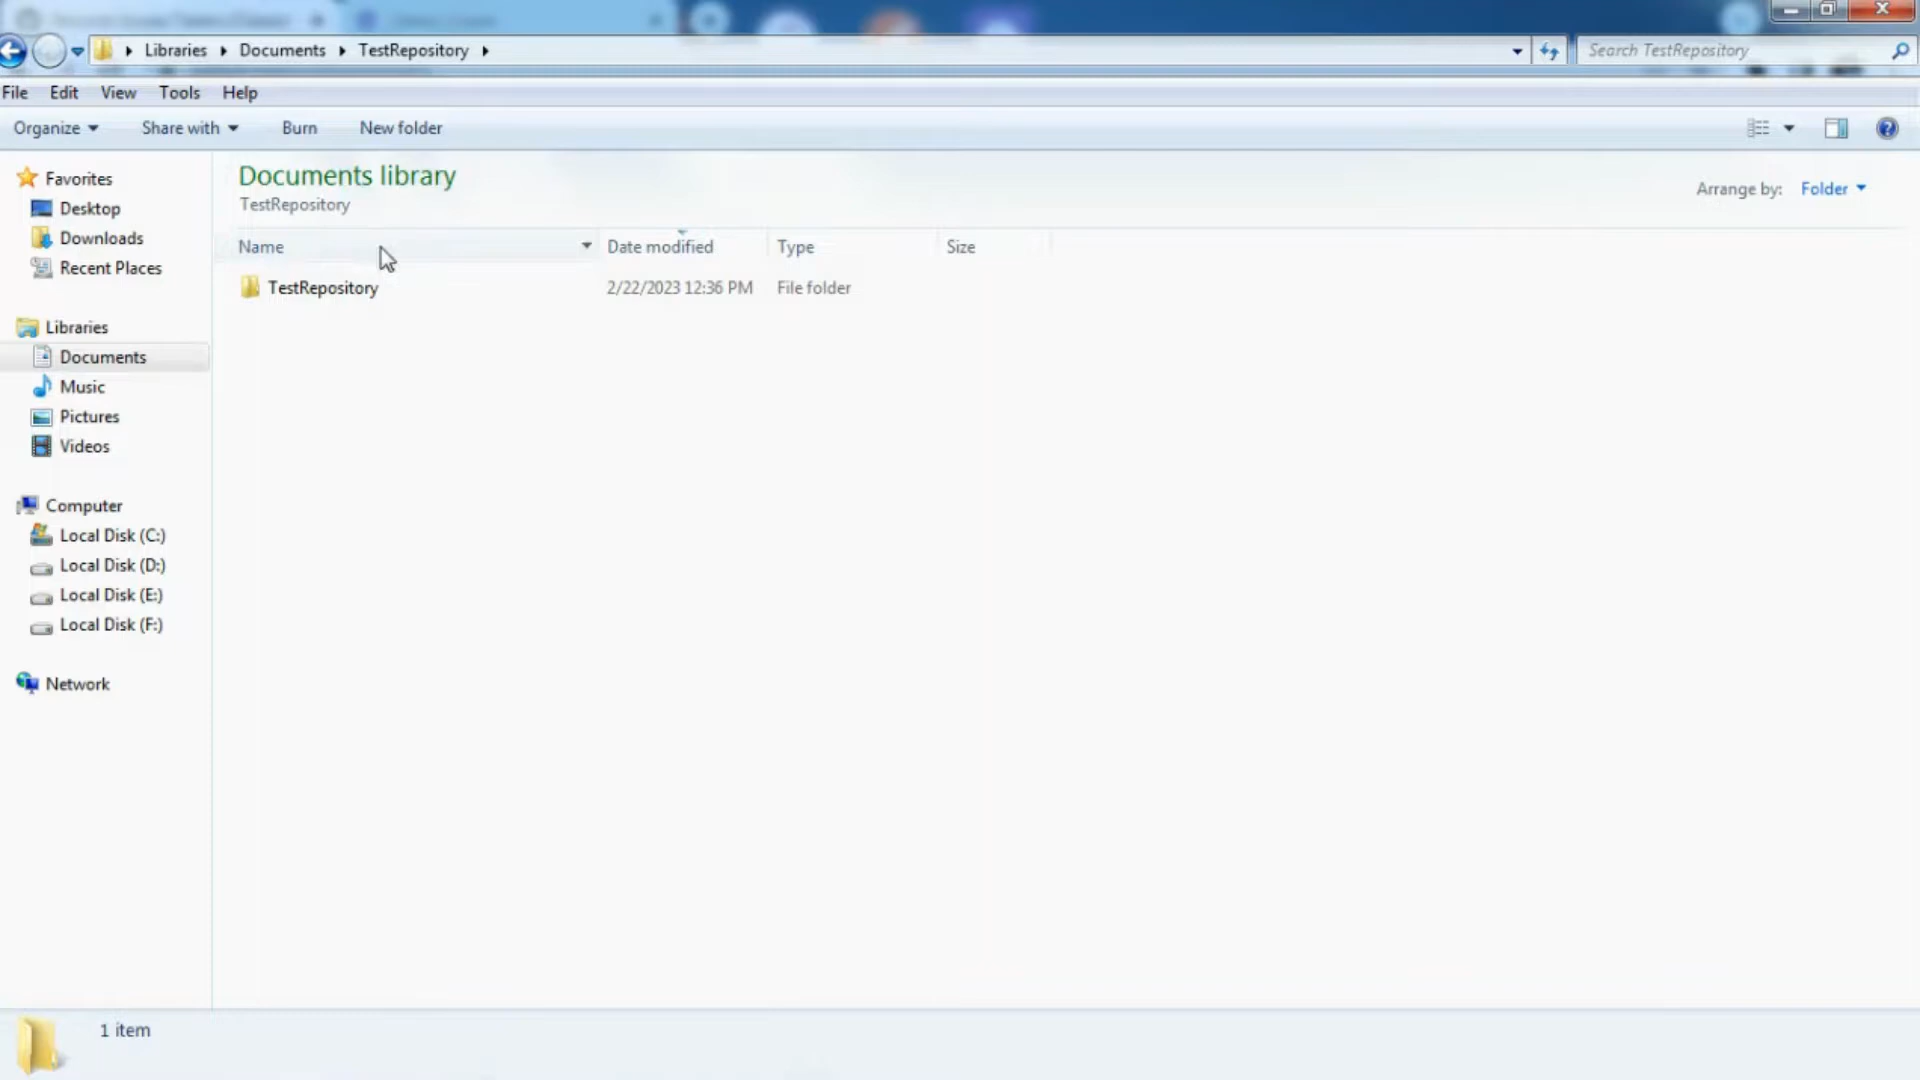 Libraries Documents TestRepository
Search TestRepository
File Edit View Tools Help
Organize Share with Burn New folder
Favorites
Desktop
Downloads
Recent Places
Libraries
Documents
Music
Pictures
Videos
Computer
Local Disk (C:)
Local Disk (D:)
Local Disk (E:)
Local Disk (F:)
Network
Documents library
TestRepository
Arrange by: Folder
Name Date modified Type Size
TestRepository 2/22/2023 12:36 PM File folder
1 item